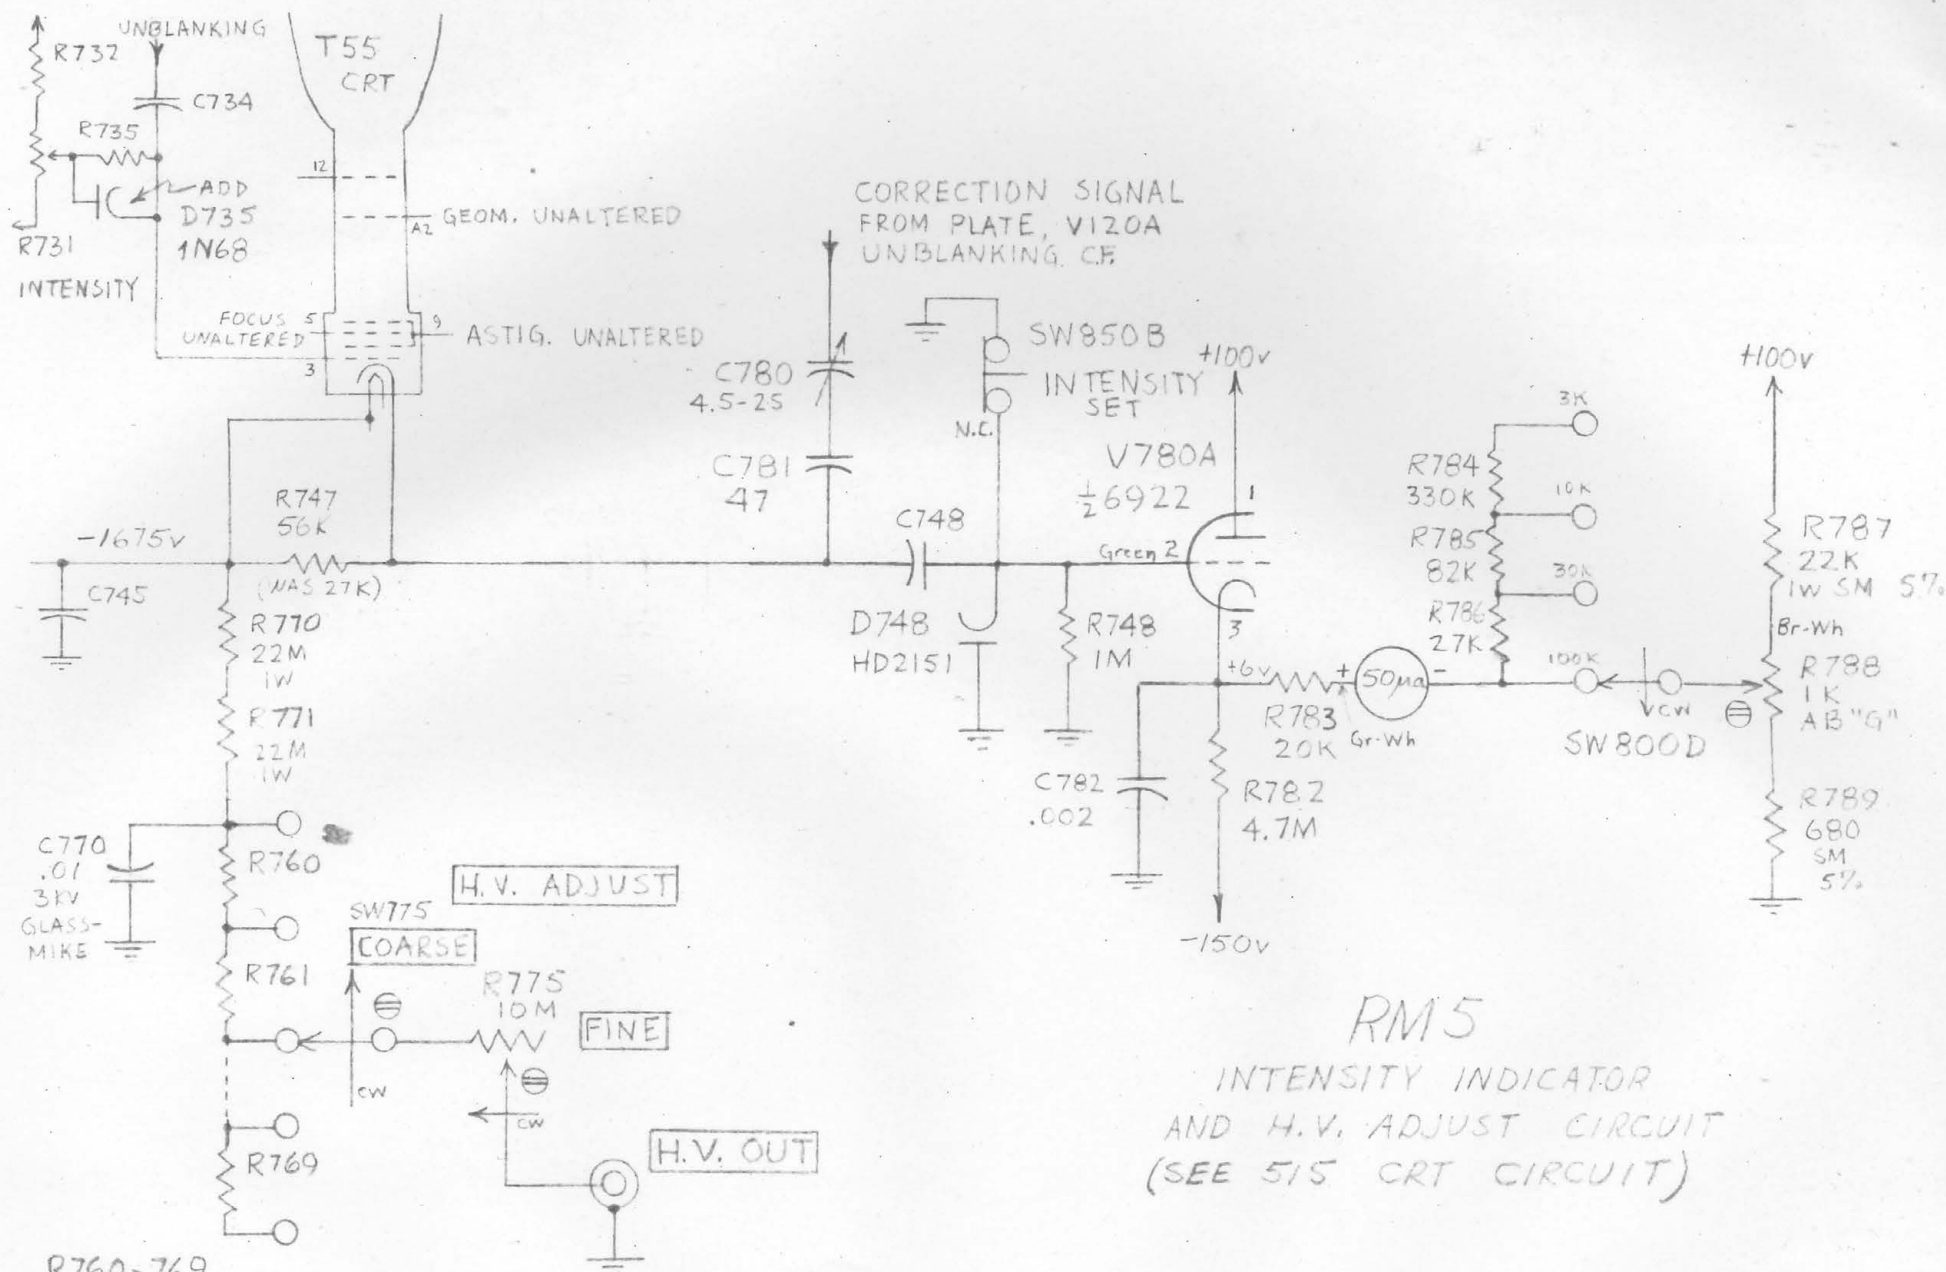 UNBLANKING
R732
C734
R735
ADD
D735
1N68
R731
INTENSITY
T55
CRT
12
A2
GEOM. UNALTERED
FOCUS
UNALTERED
5
9
ASTIG. UNALTERED
3
CORRECTION SIGNAL
FROM PLATE, V120A
UNBLANKING C.F.
C780
4.5-25
C781
47
SW850B
INTENSITY
SET
N.C.
+100v
V780A
½6922
1
Green 2
3
C748
-1675v
R747
56K
(WAS 27K)
C745
R770
22M
1W
R771
22M
1W
C770
.01
3KV
GLASS-
MIKE
R760
R761
R769
R760-769
H.V. ADJUST
SW775
COARSE
CW
R775
10M
FINE
CW
H.V. OUT
D748
HD2151
R748
1M
+6v
R783
20K
Gr-Wh
+
50µa
-
C782
.002
R782
4.7M
-150v
3K
R784
330K
10K
R785
82K
30K
R786
27K
100K
CW
SW800D
+100v
R787
22K
1W SM 5%
Br-Wh
R788
1K
AB "G"
R789
680
SM
5%
RM5
INTENSITY INDICATOR
AND H.V. ADJUST CIRCUIT
(SEE 515 CRT CIRCUIT)